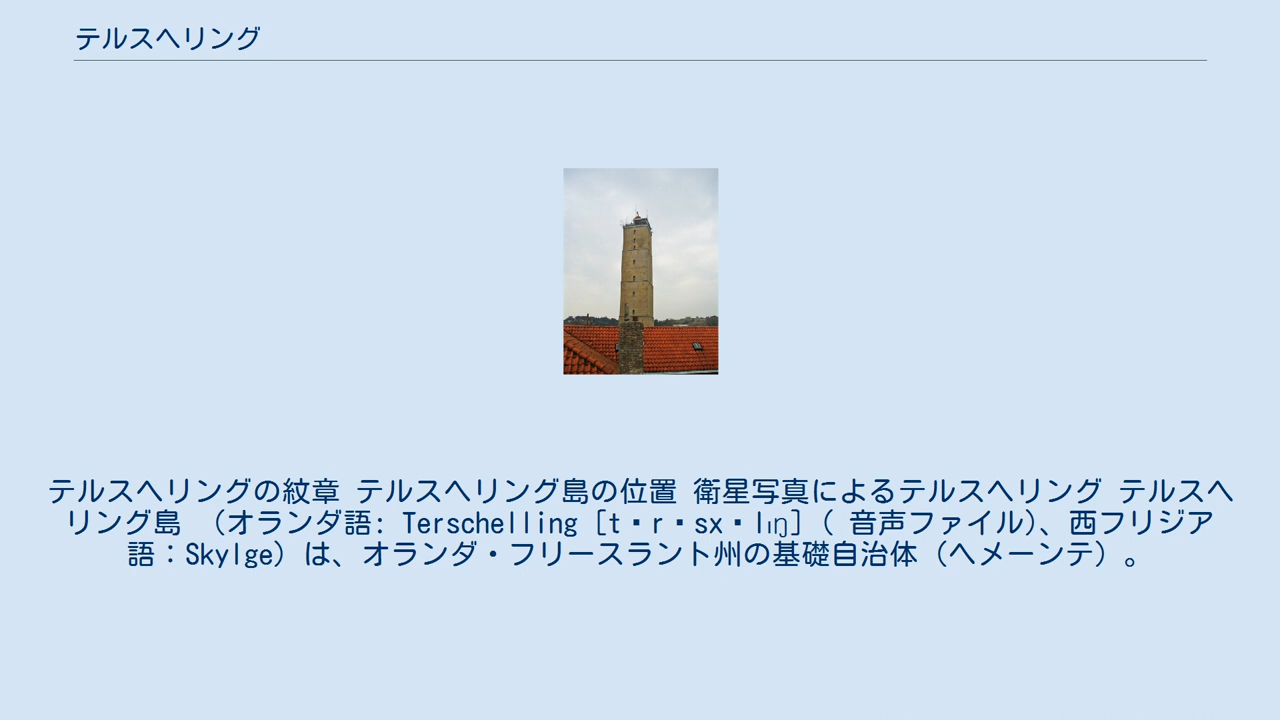 テルスヘリング
テルスヘリングの紋章 テルスヘリング島の位置 衛星写真によるテルスヘリング テルスヘ
リング島 （オランダ語: Terschelling [t·r·sx·lɪŋ] ( 音声ファイル)、西フリジア
語：Skylge）は、オランダ・フリースラント州の基礎自治体（ヘメーンテ）。